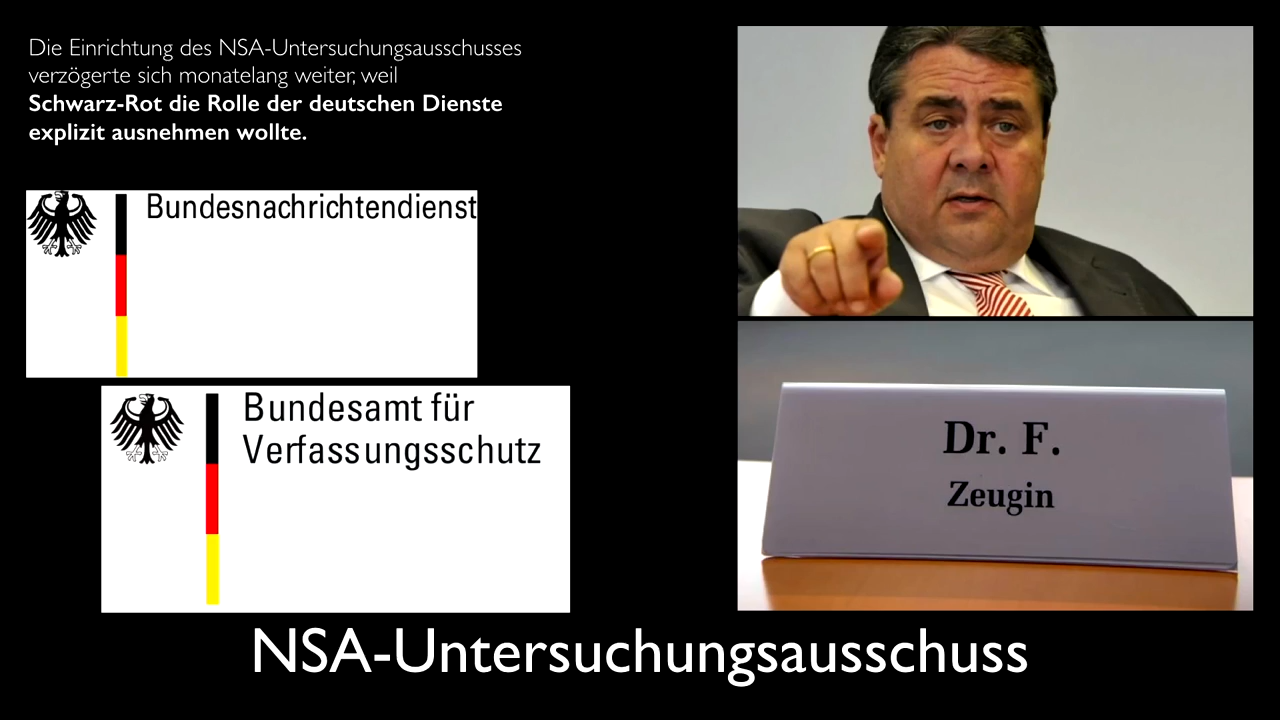 Die Einrichtung des NSA-Untersuchungsausschusses
verzögerte sich monatelang weiter, weil
Schwarz-Rot die Rolle der deutschen Dienste
explizit ausnehmen wollte.
Bundesnachrichtendienst
Bundesamt für
Verfassungsschutz
Dr. F.
Zeugin
NSA-Untersuchungsausschuss